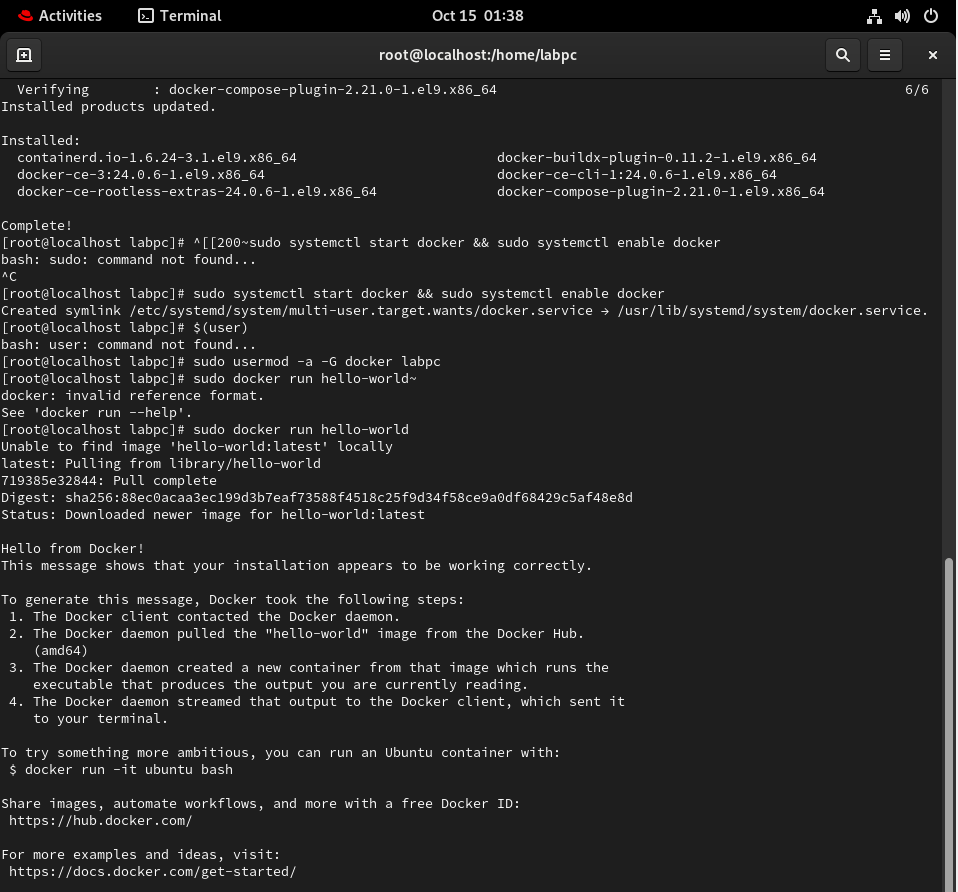 Activities Terminal Oct 15 01:38
root@localhost:/home/labpc
  Verifying        : docker-compose-plugin-2.21.0-1.el9.x86_64                                                   6/6
Installed products updated.
Installed:
  containerd.io-1.6.24-3.1.el9.x86_64                         docker-buildx-plugin-0.11.2-1.el9.x86_64
  docker-ce-3:24.0.6-1.el9.x86_64                             docker-ce-cli-1:24.0.6-1.el9.x86_64
  docker-ce-rootless-extras-24.0.6-1.el9.x86_64               docker-compose-plugin-2.21.0-1.el9.x86_64
Complete!
[root@localhost labpc]# ^[[200~sudo systemctl start docker && sudo systemctl enable docker
bash: sudo: command not found...
^C
[root@localhost labpc]# sudo systemctl start docker && sudo systemctl enable docker
Created symlink /etc/systemd/system/multi-user.target.wants/docker.service → /usr/lib/systemd/system/docker.service.
[root@localhost labpc]# $(user)
bash: user: command not found...
[root@localhost labpc]# sudo usermod -a -G docker labpc
[root@localhost labpc]# sudo docker run hello-world~
docker: invalid reference format.
See 'docker run --help'.
[root@localhost labpc]# sudo docker run hello-world
Unable to find image 'hello-world:latest' locally
latest: Pulling from library/hello-world
719385e32844: Pull complete
Digest: sha256:88ec0acaa3ec199d3b7eaf73588f4518c25f9d34f58ce9a0df68429c5af48e8d
Status: Downloaded newer image for hello-world:latest
Hello from Docker!
This message shows that your installation appears to be working correctly.
To generate this message, Docker took the following steps:
 1. The Docker client contacted the Docker daemon.
 2. The Docker daemon pulled the "hello-world" image from the Docker Hub.
    (amd64)
 3. The Docker daemon created a new container from that image which runs the
    executable that produces the output you are currently reading.
 4. The Docker daemon streamed that output to the Docker client, which sent it
    to your terminal.
To try something more ambitious, you can run an Ubuntu container with:
 $ docker run -it ubuntu bash
Share images, automate workflows, and more with a free Docker ID:
 https://hub.docker.com/
For more examples and ideas, visit:
 https://docs.docker.com/get-started/